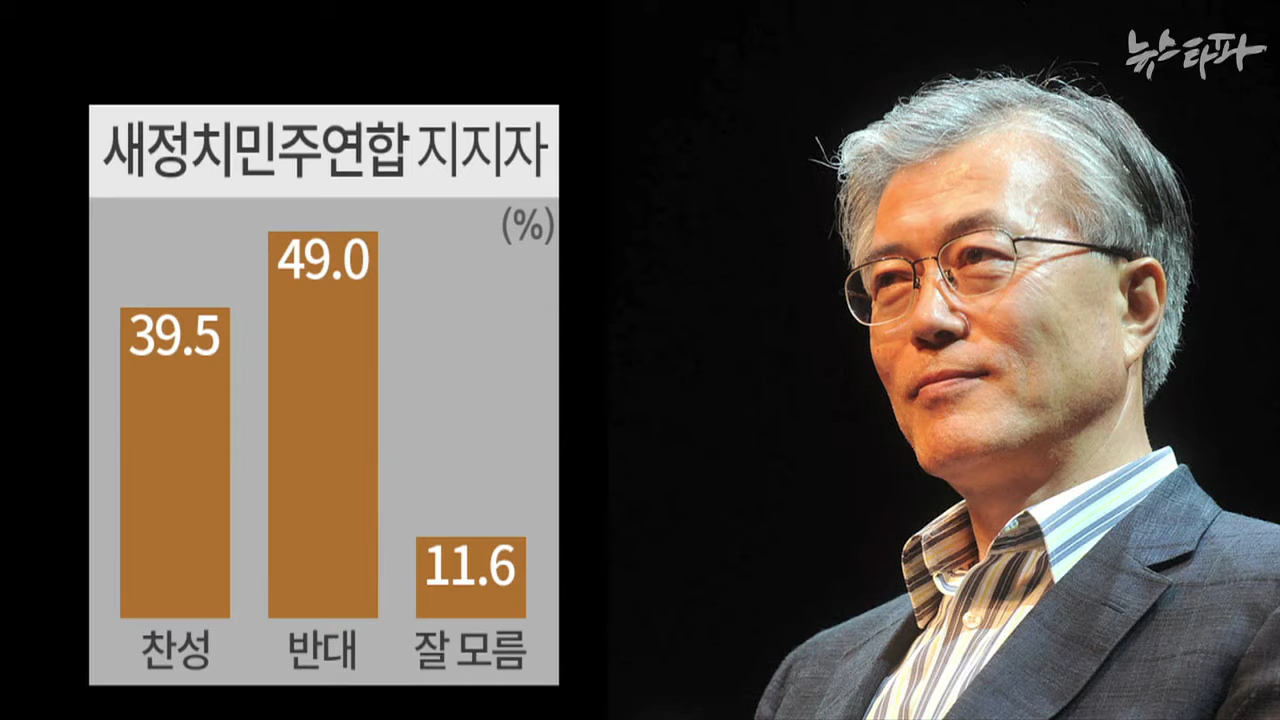 뉴스타파
새정치민주연합 지지자
(%)
39.5
49.0
11.6
찬성
반대
잘 모름